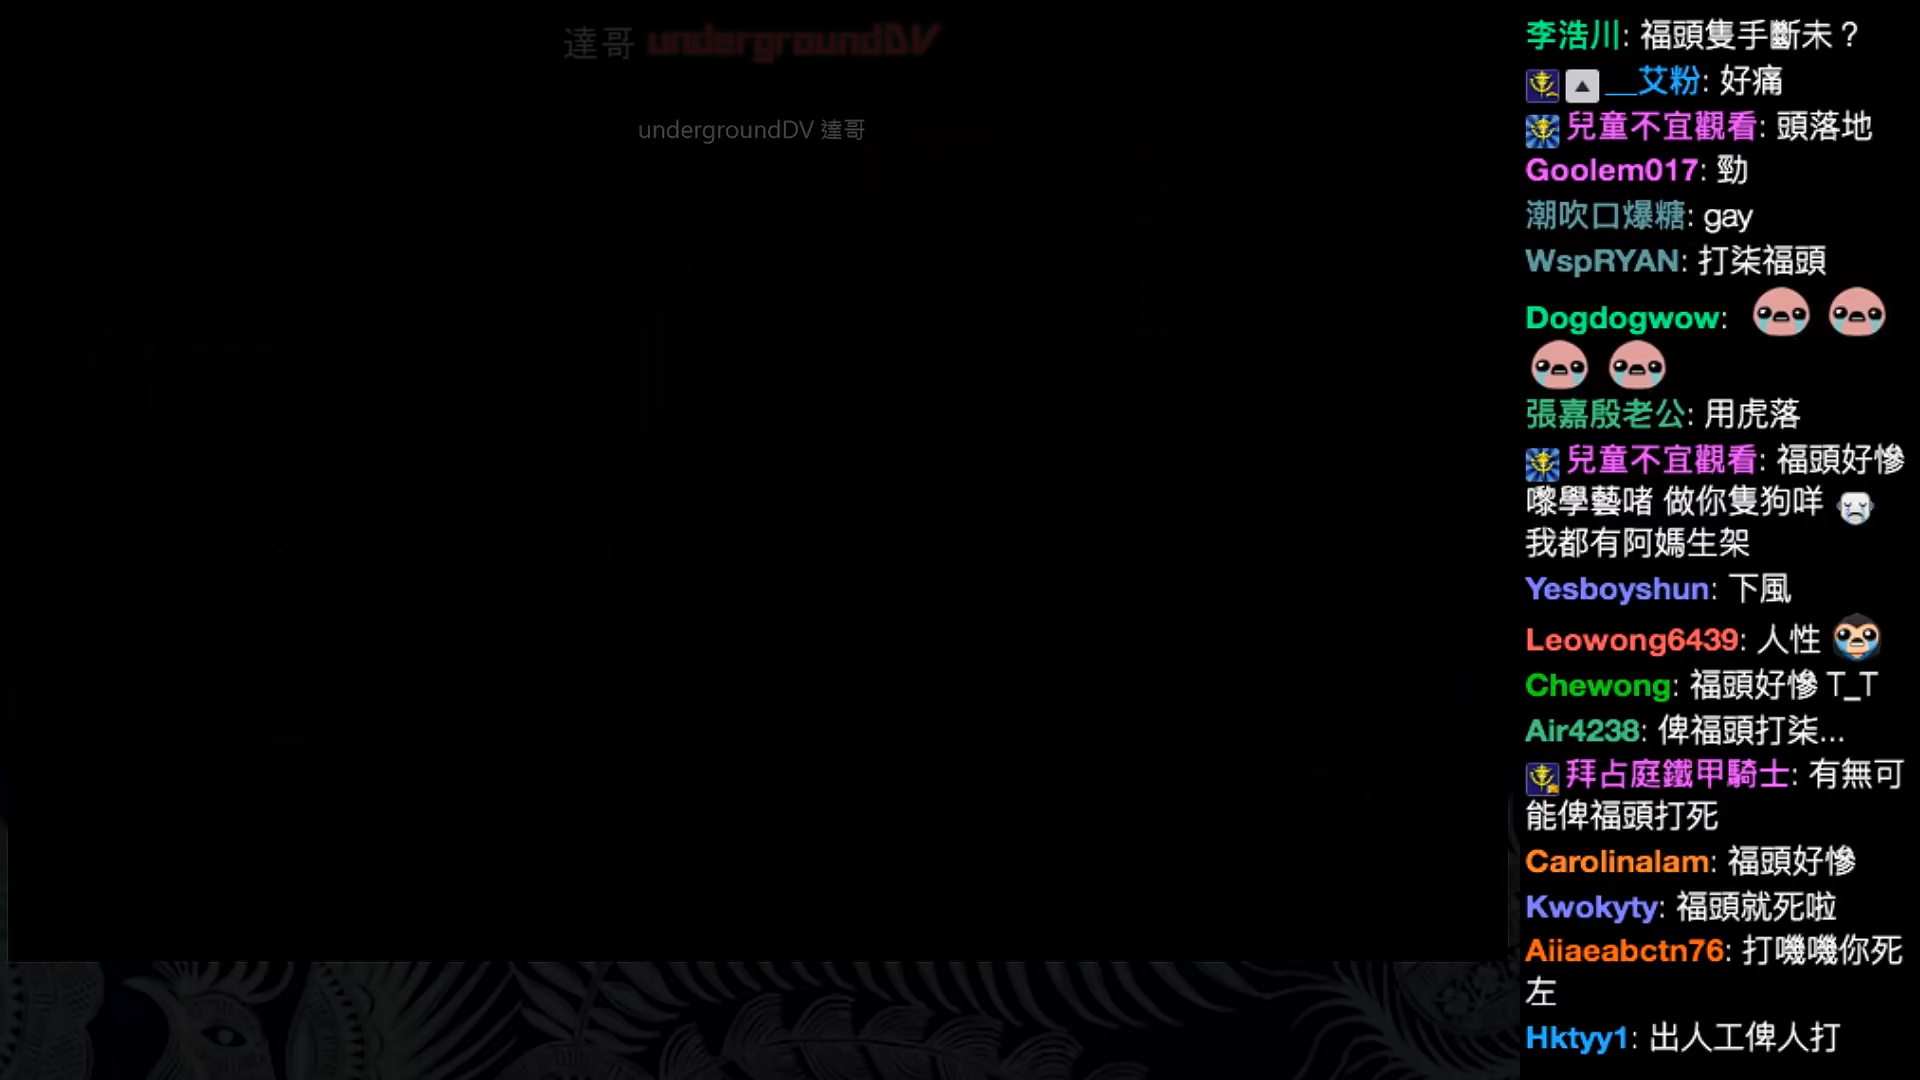 達哥 undergroundDV
undergroundDV 達哥
李浩川: 福頭隻手斷未？
__艾粉: 好痛
兒童不宜觀看: 頭落地
Goolem017: 勁
潮吹口爆糖: gay
WspRYAN: 打柒福頭
Dogdogwow:
張嘉殷老公: 用虎落
兒童不宜觀看: 福頭好慘
嚟學藝啫 做你隻狗咩
我都有阿媽生架
Yesboyshun: 下風
Leowong6439: 人性
Chewong: 福頭好慘 T_T
Air4238: 俾福頭打柒...
拜占庭鐵甲騎士: 有無可
能俾福頭打死
Carolinalam: 福頭好慘
Kwokyty: 福頭就死啦
Aiiaeabctn76: 打嘰嘰你死
左
Hktyy1: 出人工俾人打